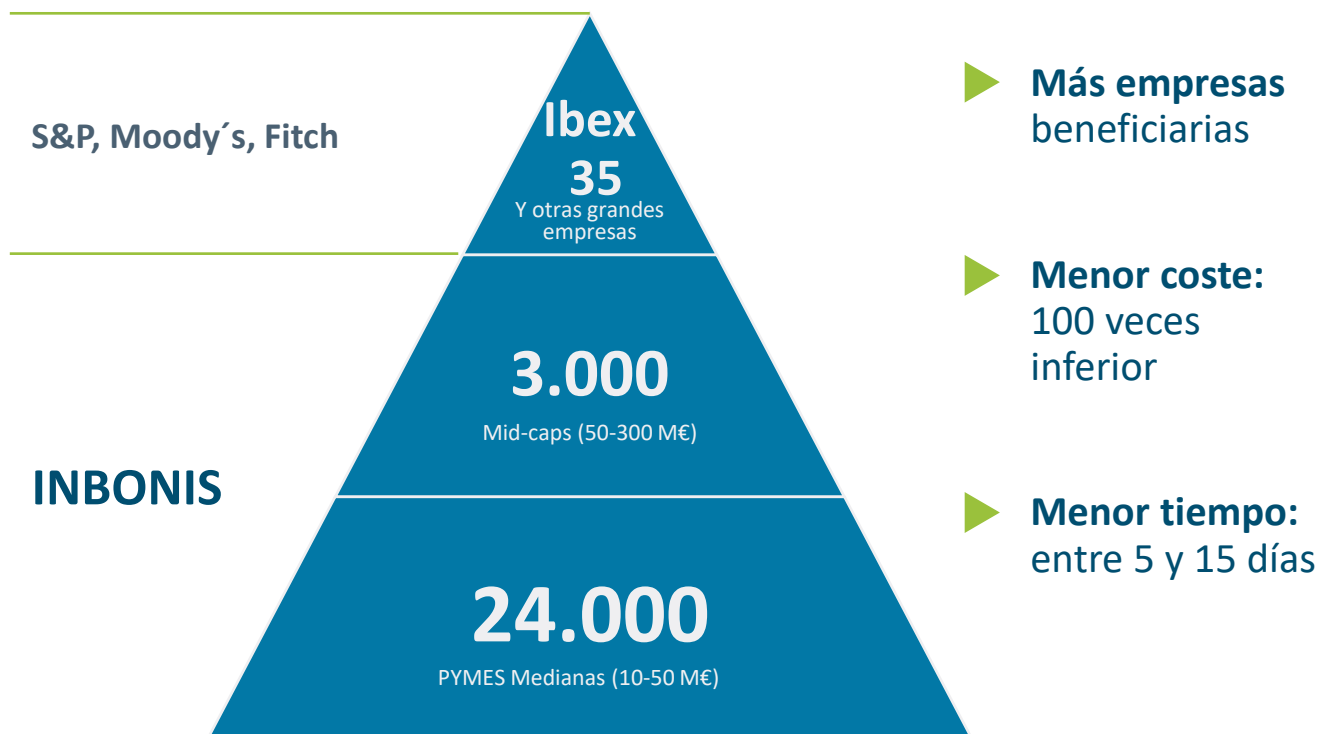 S&P, Moody´s, Fitch
Ibex
35
Y otras grandes
empresas
INBONIS
3.000
Mid-caps (50-300 M€)
24.000
PYMES Medianas (10-50 M€)
Más empresas
beneficiarias
Menor coste:
100 veces
inferior
Menor tiempo:
entre 5 y 15 días